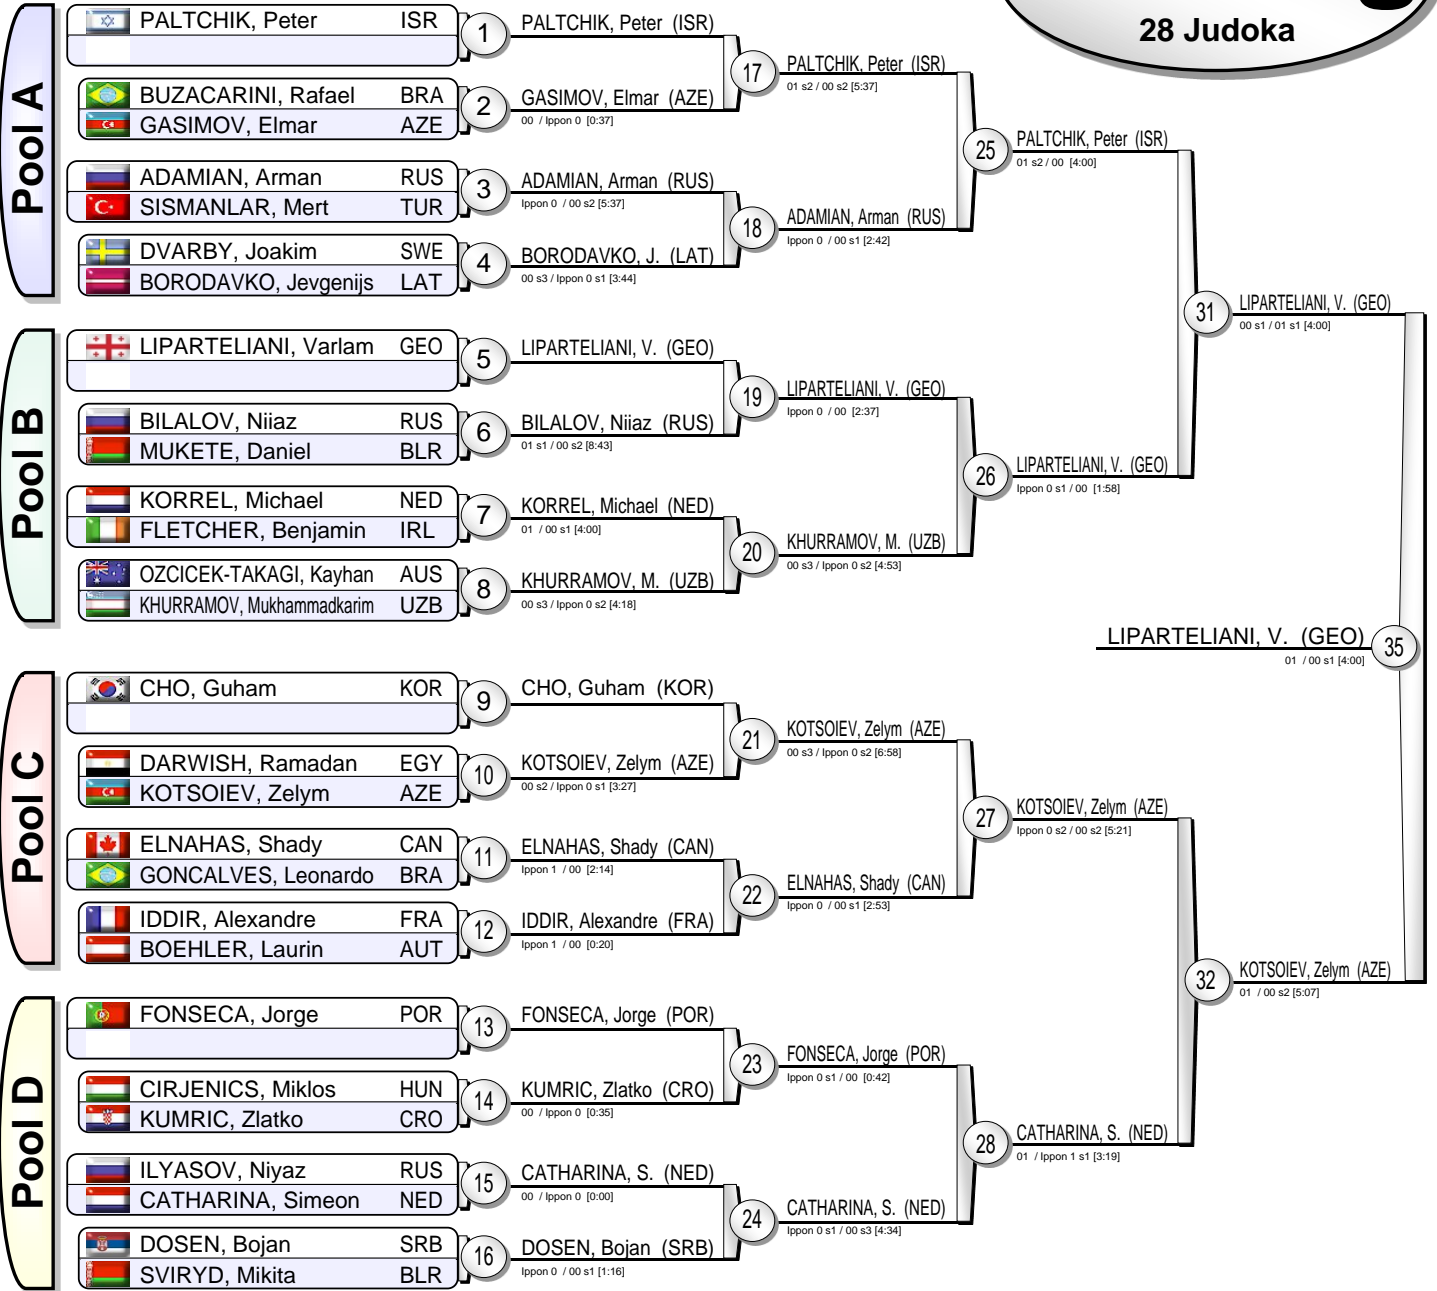 28 Judoka
Pool A
PALTCHIK, Peter ISR
1
PALTCHIK, Peter (ISR)
BUZACARINI, Rafael BRA
GASIMOV, Elmar AZE
2
GASIMOV, Elmar (AZE)
00 / Ippon 0 [0:37]
17
PALTCHIK, Peter (ISR)
01 s2 / 00 s2 [5:37]
ADAMIAN, Arman RUS
SISMANLAR, Mert TUR
3
ADAMIAN, Arman (RUS)
Ippon 0 / 00 s2 [5:37]
DVARBY, Joakim SWE
BORODAVKO, Jevgenijs LAT
4
BORODAVKO, J. (LAT)
00 s3 / Ippon 0 s1 [3:44]
18
ADAMIAN, Arman (RUS)
Ippon 0 / 00 s1 [2:42]
25
PALTCHIK, Peter (ISR)
01 s2 / 00 [4:00]
Pool B
LIPARTELIANI, Varlam GEO
5
LIPARTELIANI, V. (GEO)
BILALOV, Niiaz RUS
MUKETE, Daniel BLR
6
BILALOV, Niiaz (RUS)
01 s1 / 00 s2 [8:43]
19
LIPARTELIANI, V. (GEO)
Ippon 0 / 00 [2:37]
KORREL, Michael NED
FLETCHER, Benjamin IRL
7
KORREL, Michael (NED)
01 / 00 s1 [4:00]
OZCICEK-TAKAGI, Kayhan AUS
KHURRAMOV, Mukhammadkarim UZB
8
KHURRAMOV, M. (UZB)
00 s3 / Ippon 0 s2 [4:18]
20
KHURRAMOV, M. (UZB)
00 s3 / Ippon 0 s2 [4:53]
26
LIPARTELIANI, V. (GEO)
Ippon 0 s1 / 00 [1:58]
31
LIPARTELIANI, V. (GEO)
00 s1 / 01 s1 [4:00]
LIPARTELIANI, V. (GEO)
01 / 00 s1 [4:00]
35
Pool C
CHO, Guham KOR
9
CHO, Guham (KOR)
DARWISH, Ramadan EGY
KOTSOIEV, Zelym AZE
10
KOTSOIEV, Zelym (AZE)
00 s2 / Ippon 0 s1 [3:27]
21
KOTSOIEV, Zelym (AZE)
00 s3 / Ippon 0 s2 [6:58]
ELNAHAS, Shady CAN
GONCALVES, Leonardo BRA
11
ELNAHAS, Shady (CAN)
Ippon 1 / 00 [2:14]
IDDIR, Alexandre FRA
BOEHLER, Laurin AUT
12
IDDIR, Alexandre (FRA)
Ippon 1 / 00 [0:20]
22
ELNAHAS, Shady (CAN)
Ippon 0 / 00 s1 [2:53]
27
KOTSOIEV, Zelym (AZE)
Ippon 0 s2 / 00 s2 [5:21]
Pool D
FONSECA, Jorge POR
13
FONSECA, Jorge (POR)
CIRJENICS, Miklos HUN
KUMRIC, Zlatko CRO
14
KUMRIC, Zlatko (CRO)
00 / Ippon 0 [0:35]
23
FONSECA, Jorge (POR)
Ippon 0 s1 / 00 [0:42]
ILYASOV, Niyaz RUS
CATHARINA, Simeon NED
15
CATHARINA, S. (NED)
00 / Ippon 0 [0:00]
DOSEN, Bojan SRB
SVIRYD, Mikita BLR
16
DOSEN, Bojan (SRB)
Ippon 0 / 00 s1 [1:16]
24
CATHARINA, S. (NED)
Ippon 0 s1 / 00 s3 [4:34]
28
CATHARINA, S. (NED)
01 / Ippon 1 s1 [3:19]
32
KOTSOIEV, Zelym (AZE)
01 / 00 s2 [5:07]